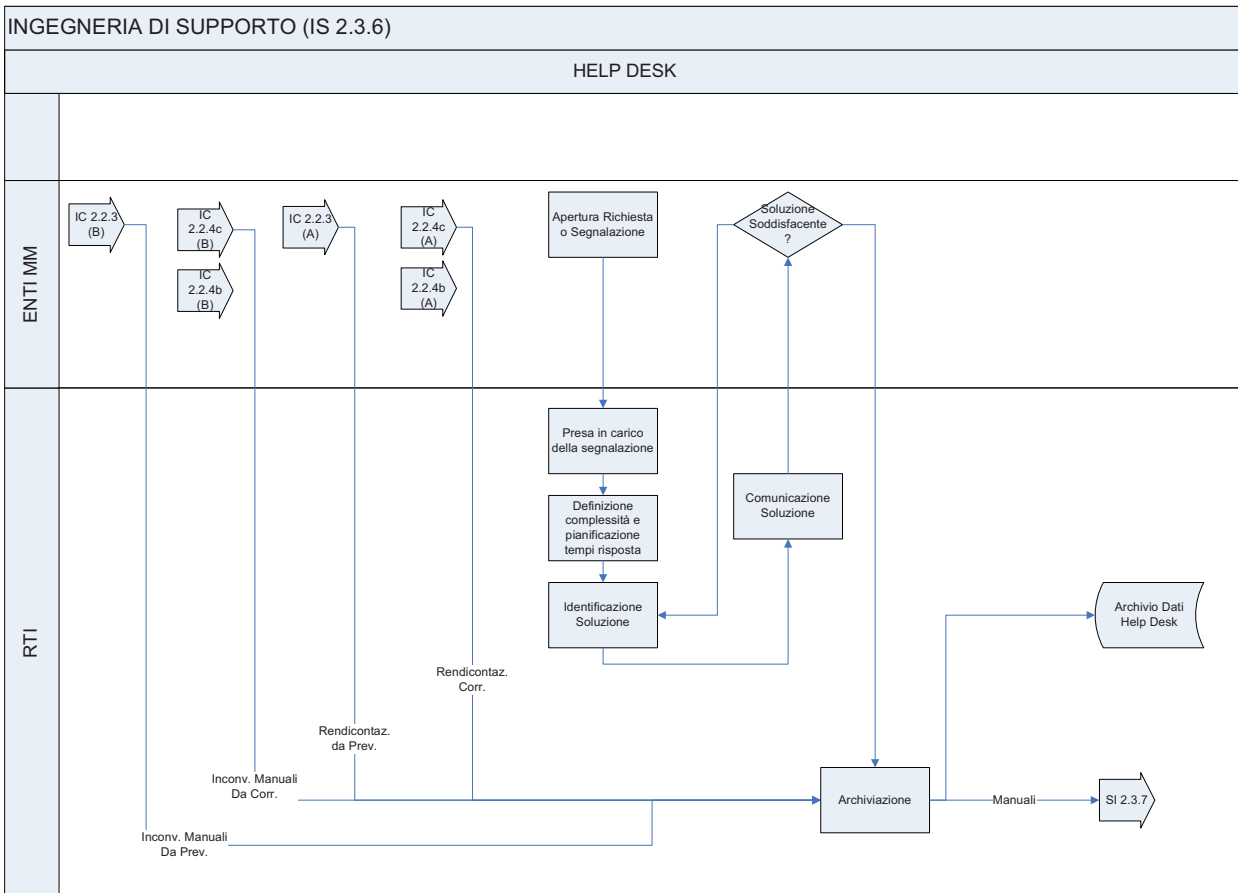 INGEGNERIA DI SUPPORTO (IS 2.3.6)
HELP DESK
ENTI MM
IC 2.2.3
(B)
IC
2.2.4c
(B)
IC
2.2.4b
(B)
IC 2.2.3
(A)
IC
2.2.4c
(A)
IC
2.2.4b
(A)
Apertura Richiesta
o Segnalazione
Soluzione
Soddisfacente
?
RTI
Presa in carico
della segnalazione
Definizione
complessità e
pianificazione
tempi risposta
Comunicazione
Soluzione
Identificazione
Soluzione
Archivio Dati
Help Desk
Rendicontaz.
Corr.
Rendicontaz.
da Prev.
Inconv. Manuali
Da Corr.
Archiviazione
Manuali
SI 2.3.7
Inconv. Manuali
Da Prev.